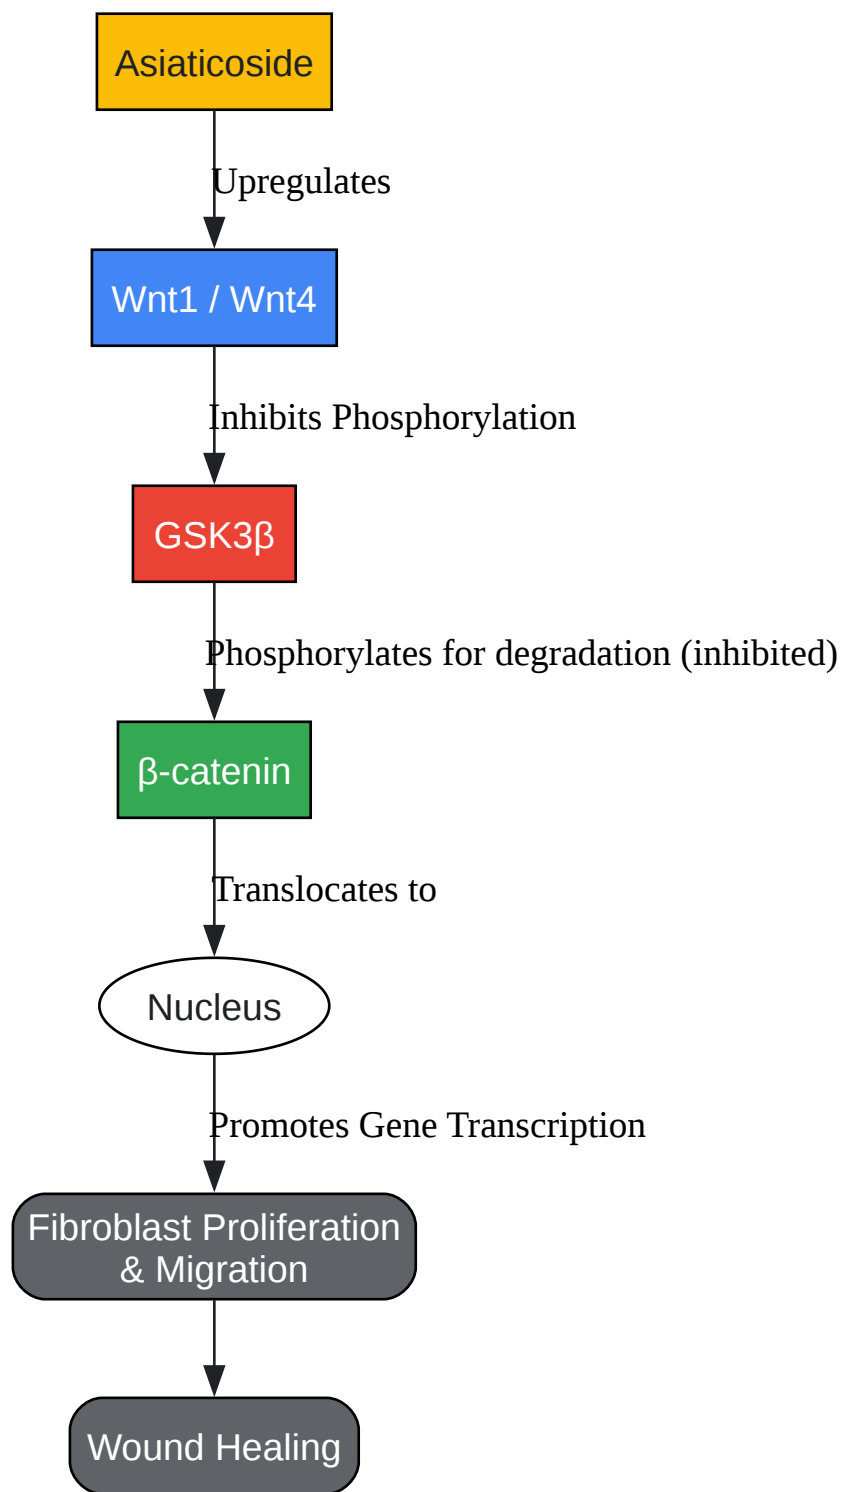 Asiaticoside
Upregulates
Wnt1 / Wnt4
Inhibits Phosphorylation
GSK3β
Phosphorylates for degradation (inhibited)
β-catenin
Translocates to
Nucleus
Promotes Gene Transcription
Fibroblast Proliferation
& Migration
Wound Healing